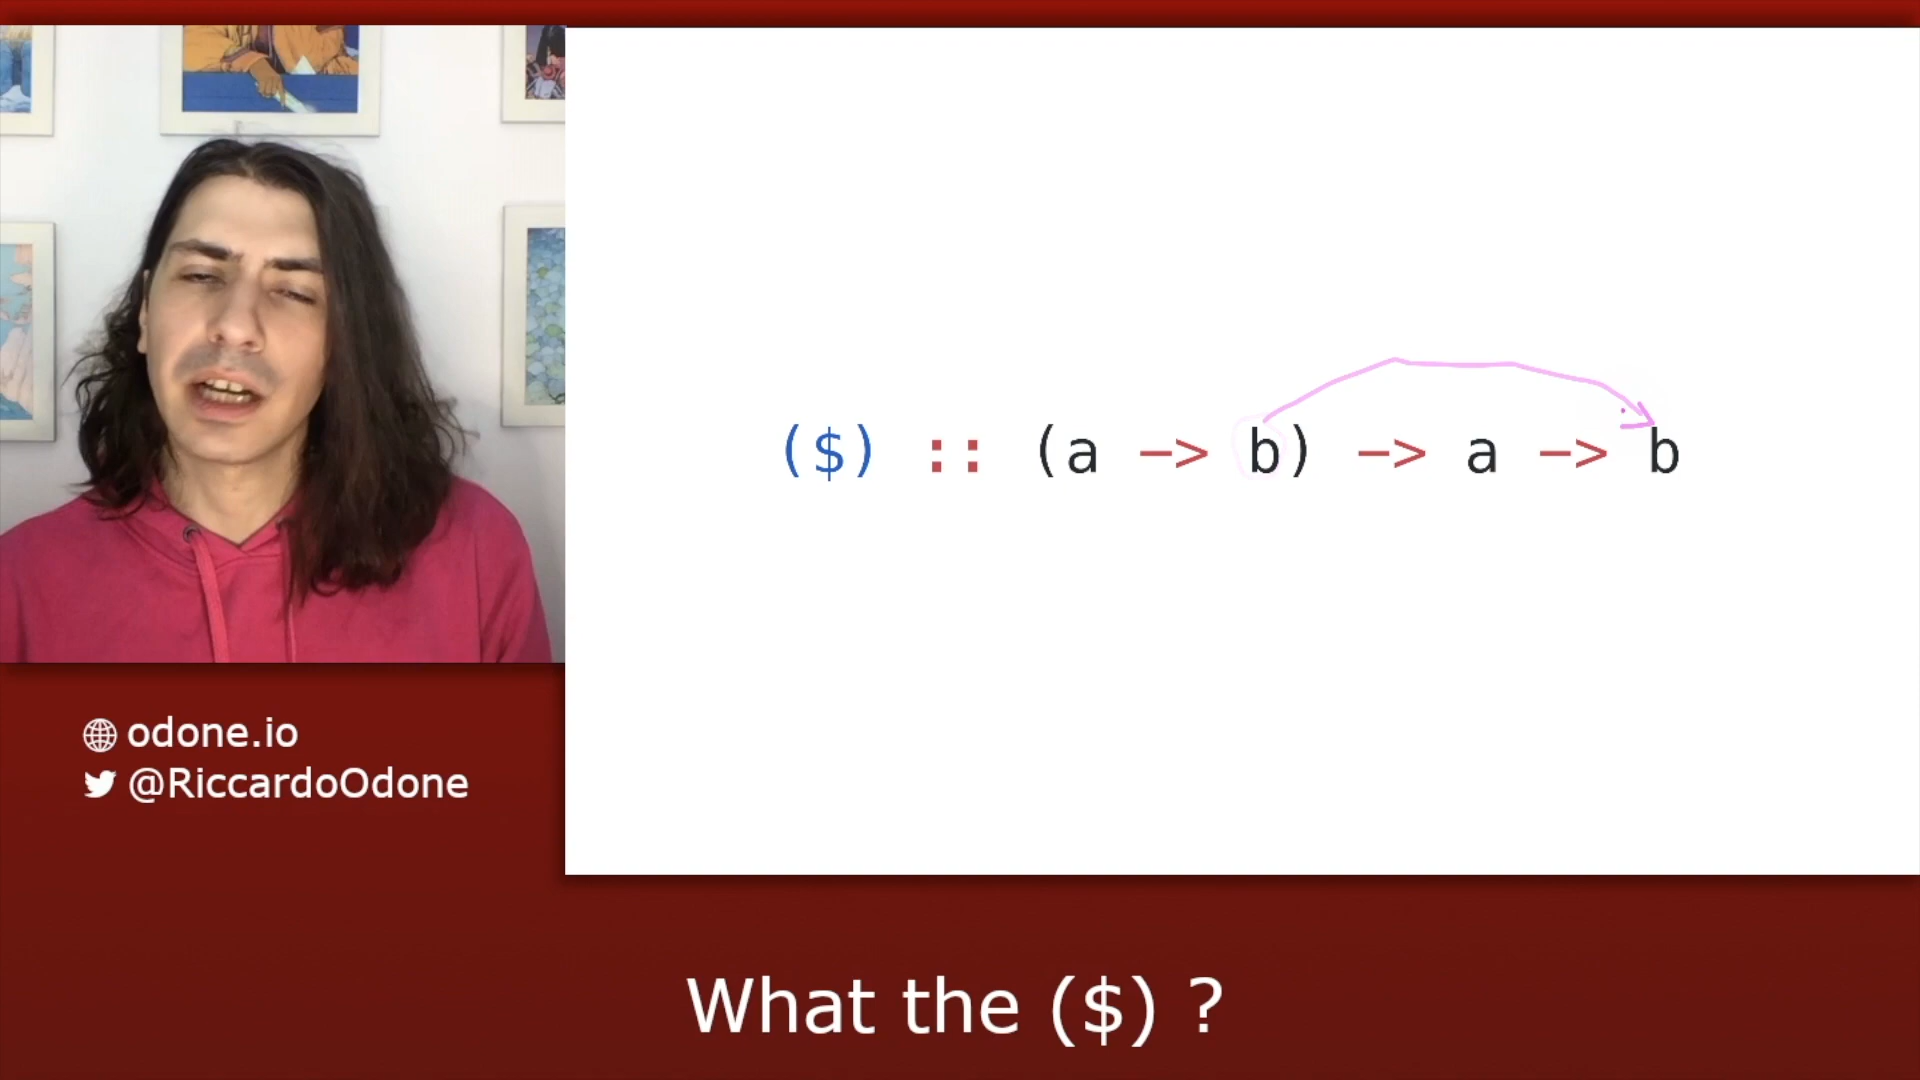 ($) :: (a -> b) -> a -> b
odone.io
@RiccardoOdone
What the ($) ?